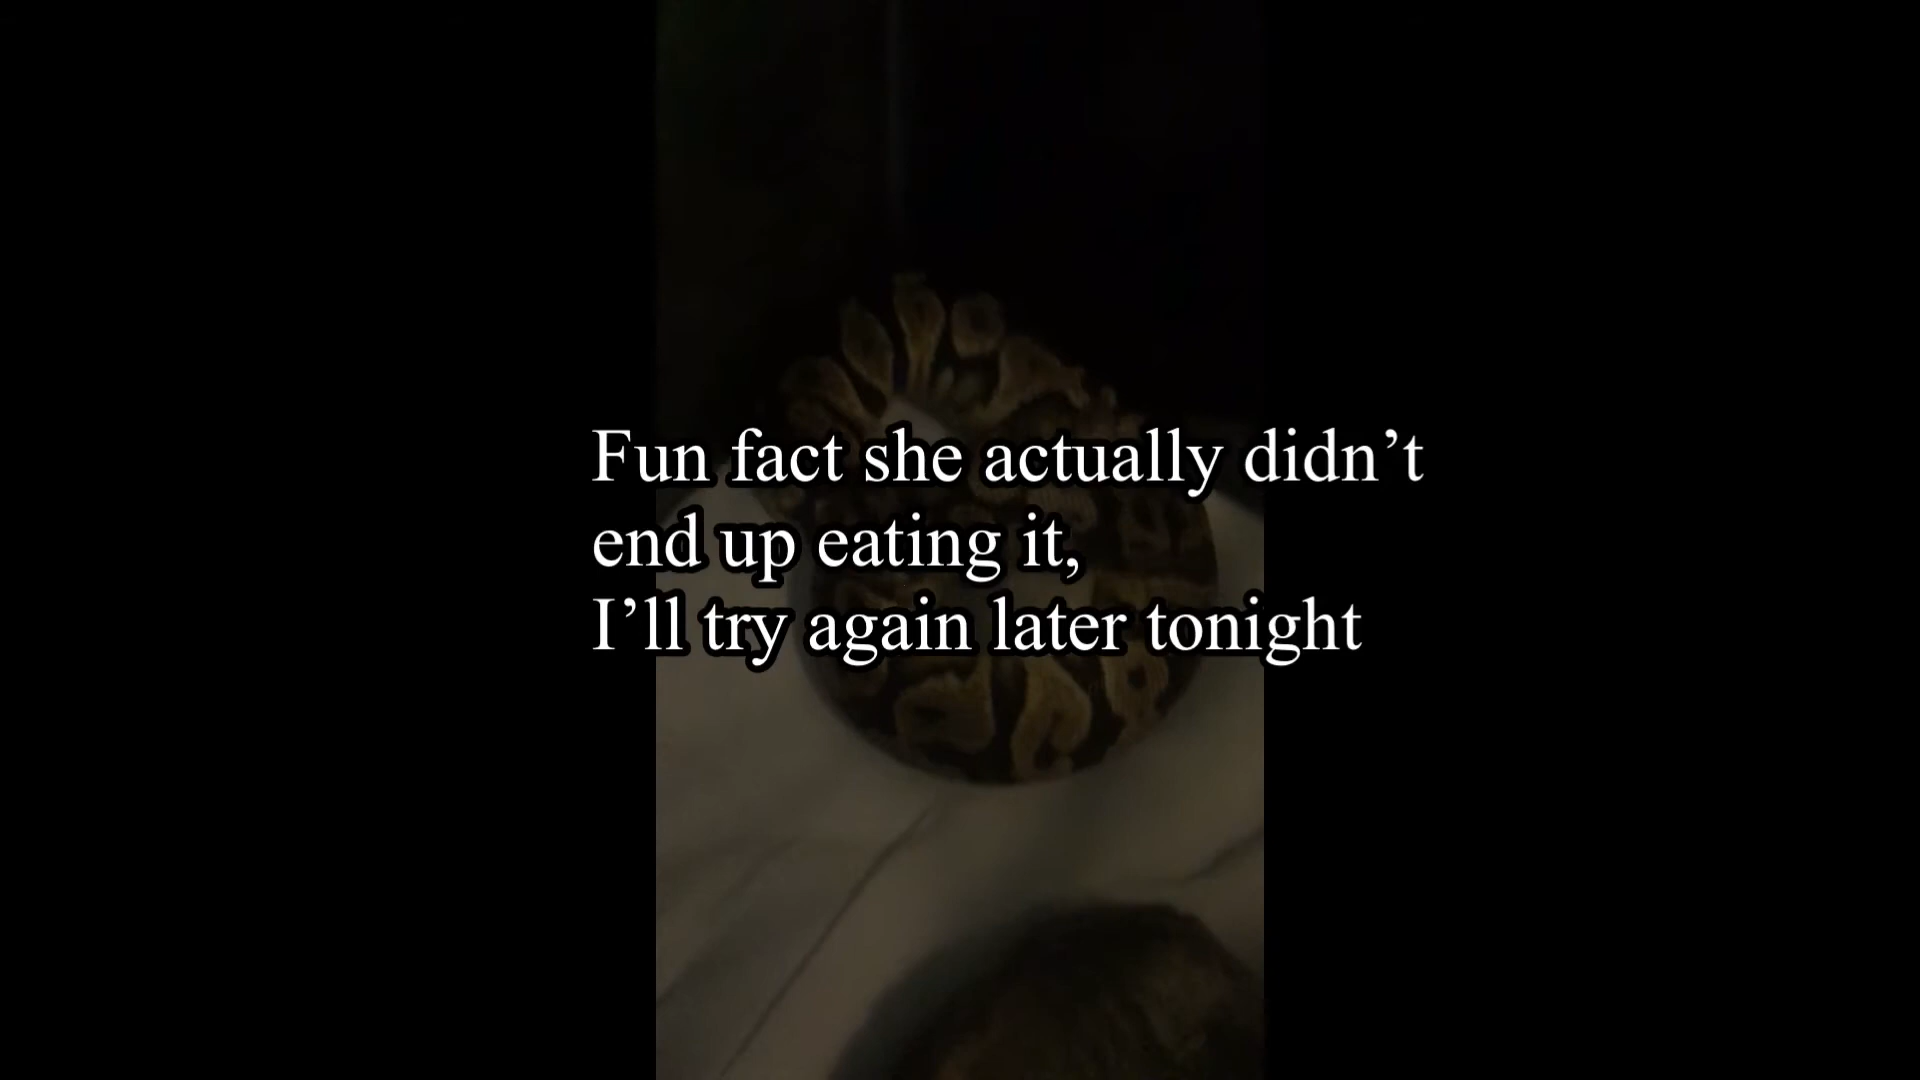 Fun fact she actually didn’t
end up eating it,
I’ll try again later tonight